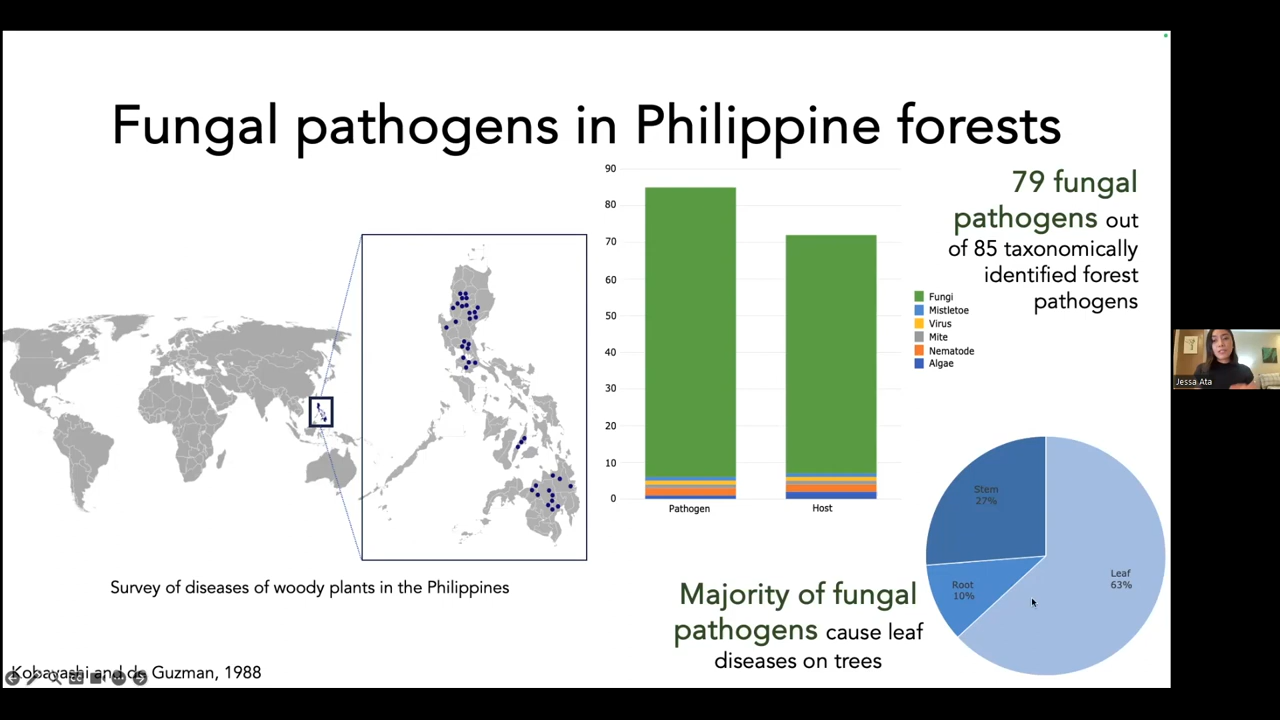 Fungal pathogens in Philippine forests
79 fungal
pathogens out
of 85 taxonomically
identified forest
pathogens
90
80
70
60
50
40
30
20
10
0
Pathogen
Host
Fungi
Mistletoe
Virus
Mite
Nematode
Algae
Jessa Ata
Stem
27%
Root
10%
Leaf
63%
Survey of diseases of woody plants in the Philippines
Majority of fungal
pathogens cause leaf
diseases on trees
Kobayashi and de Guzman, 1988